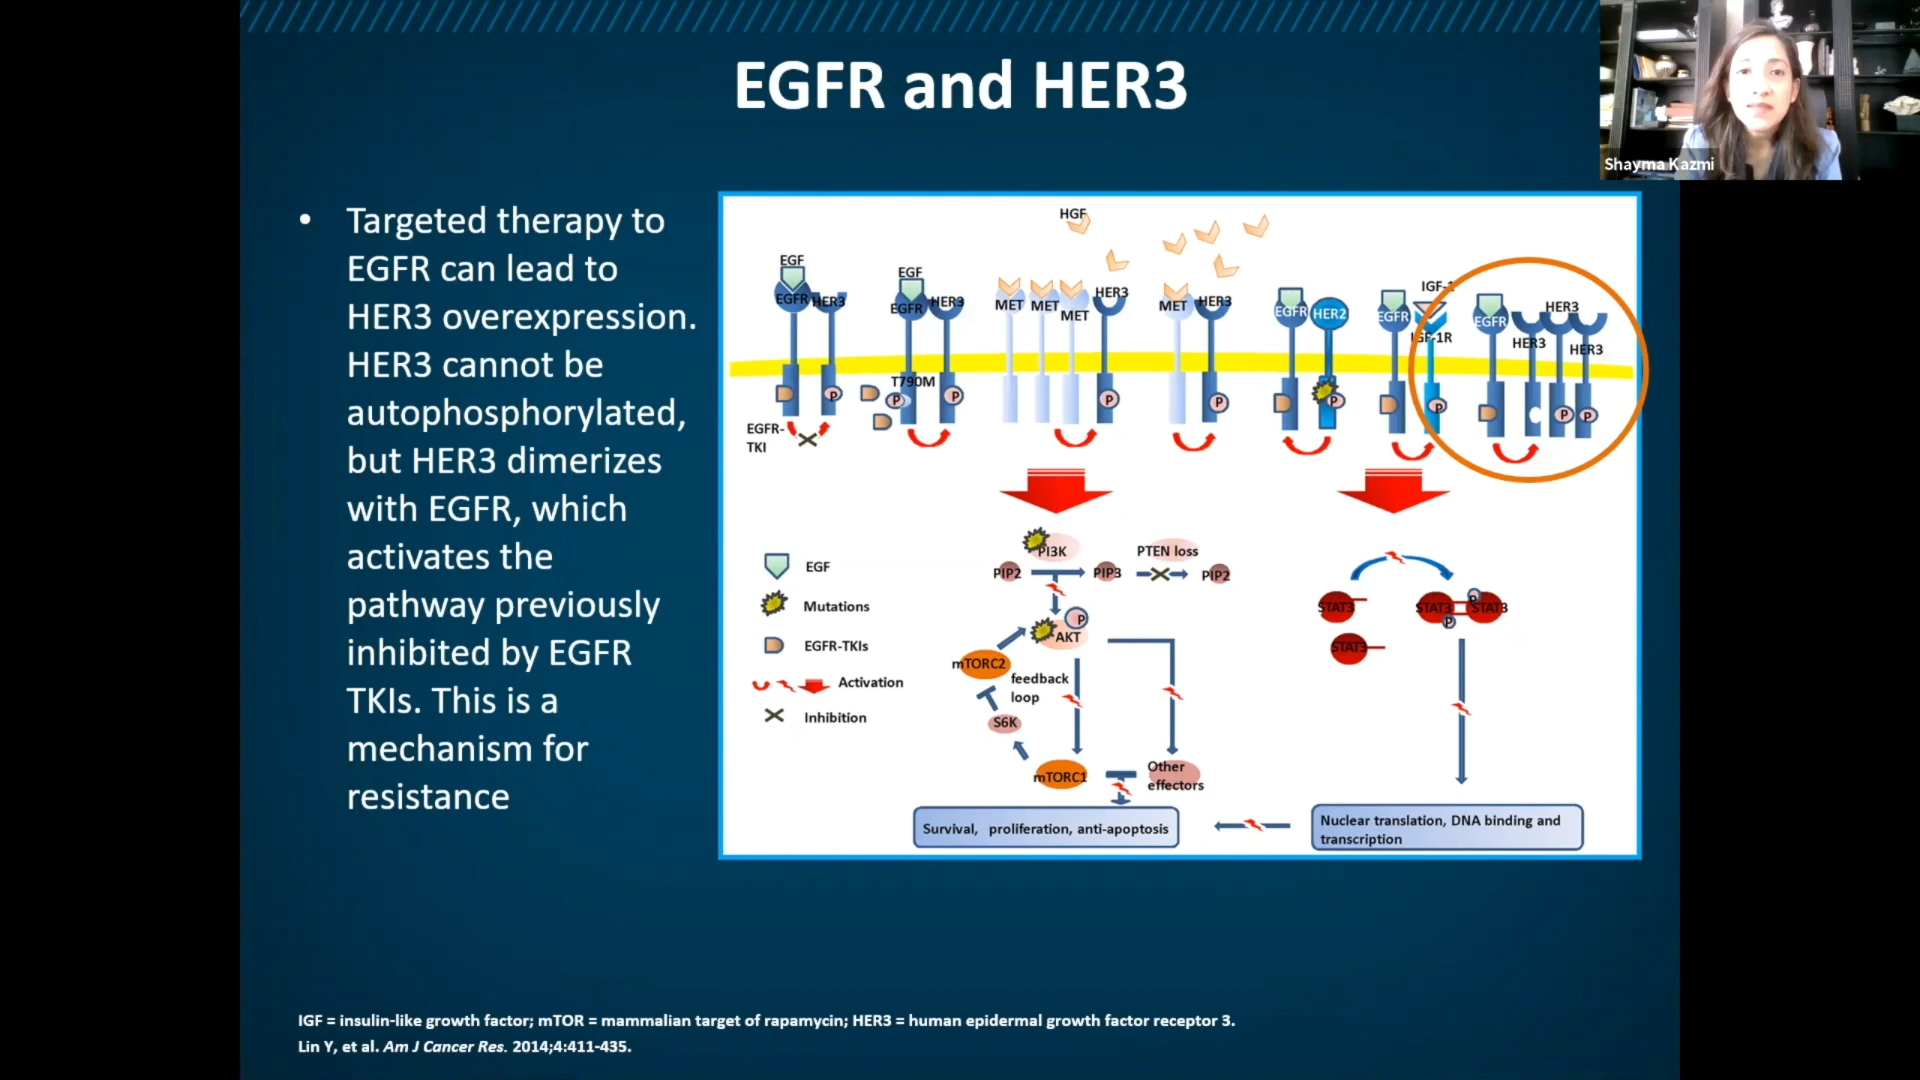 EGFR and HER3
Shayma Kazmi
• Targeted therapy to
EGFR can lead to
HER3 overexpression.
HER3 cannot be
autophosphorylated,
but HER3 dimerizes
with EGFR, which
activates the
pathway previously
inhibited by EGFR
TKIs. This is a
mechanism for
resistance
HGF
EGF
EGFR
HER3
EGF
EGFR
HER3
MET
MET
MET
HER3
MET
HER3
EGFR
HER2
EGFR
IGF-1
IGF-1R
EGFR
HER3
HER3
HER3
T790M
P
P
P
P
P
P
P
P
P
EGFR-
TKI
PI3K
PIP2
PIP3
PTEN loss
PIP2
P
AKT
mTORC2
feedback
loop
S6K
mTORC1
Other
effectors
EGF
Mutations
EGFR-TKIs
Activation
Inhibition
STAT3
STAT3
STAT3
P
STAT3
P
Survival, proliferation, anti-apoptosis
Nuclear translation, DNA binding and
transcription
IGF = insulin-like growth factor; mTOR = mammalian target of rapamycin; HER3 = human epidermal growth factor receptor 3.
Lin Y, et al. Am J Cancer Res. 2014;4:411-435.